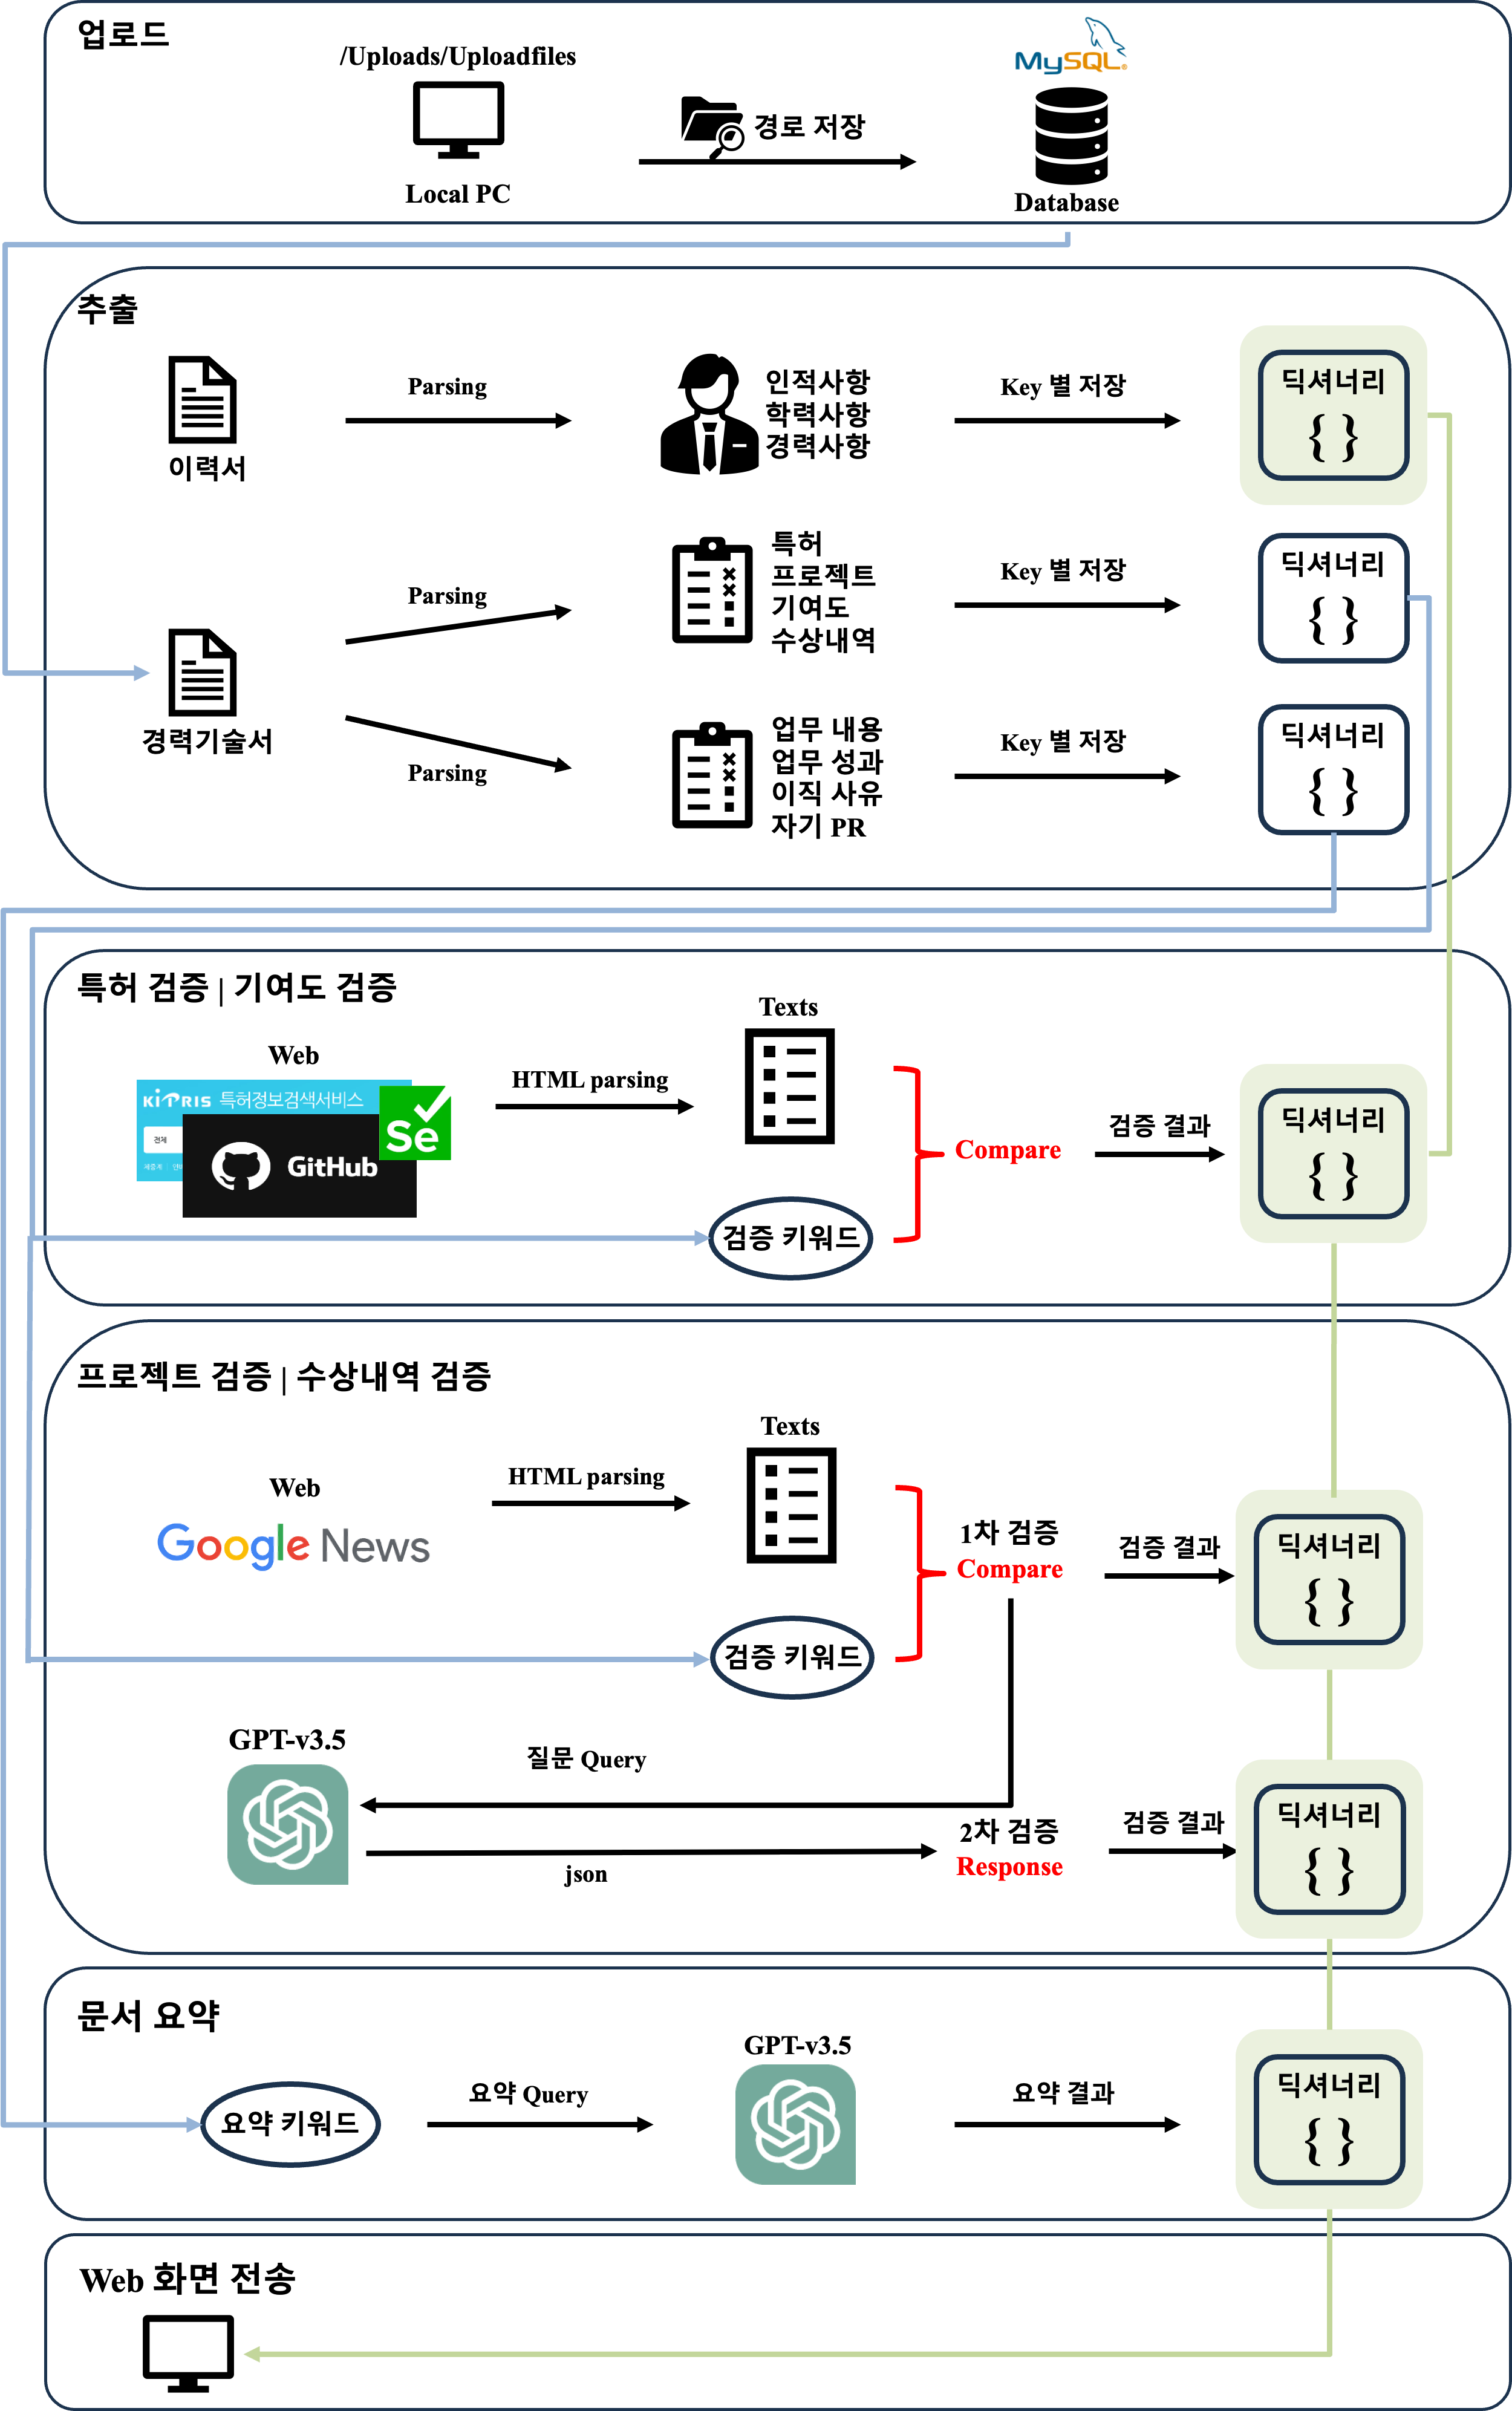 업로드
/Uploads/Uploadfiles
Local PC
경로 저장
MySQL®
Database
추출
이력서
Parsing
인적사항
학력사항
경력사항
Key 별 저장
딕셔너리
{ }
경력기술서
Parsing
특허
프로젝트
기여도
수상내역
Key 별 저장
딕셔너리
{ }
Parsing
업무 내용
업무 성과
이직 사유
자기 PR
Key 별 저장
딕셔너리
{ }
특허 검증 | 기여도 검증
Web
KIPRIS 특허정보검색서비스
전체
GitHub
Se
HTML parsing
Texts
검증 키워드
Compare
검증 결과
딕셔너리
{ }
프로젝트 검증 | 수상내역 검증
Web
Google News
HTML parsing
Texts
검증 키워드
1차 검증
Compare
검증 결과
딕셔너리
{ }
GPT-v3.5
질문 Query
json
2차 검증
Response
검증 결과
딕셔너리
{ }
문서 요약
요약 키워드
요약 Query
GPT-v3.5
요약 결과
딕셔너리
{ }
Web 화면 전송